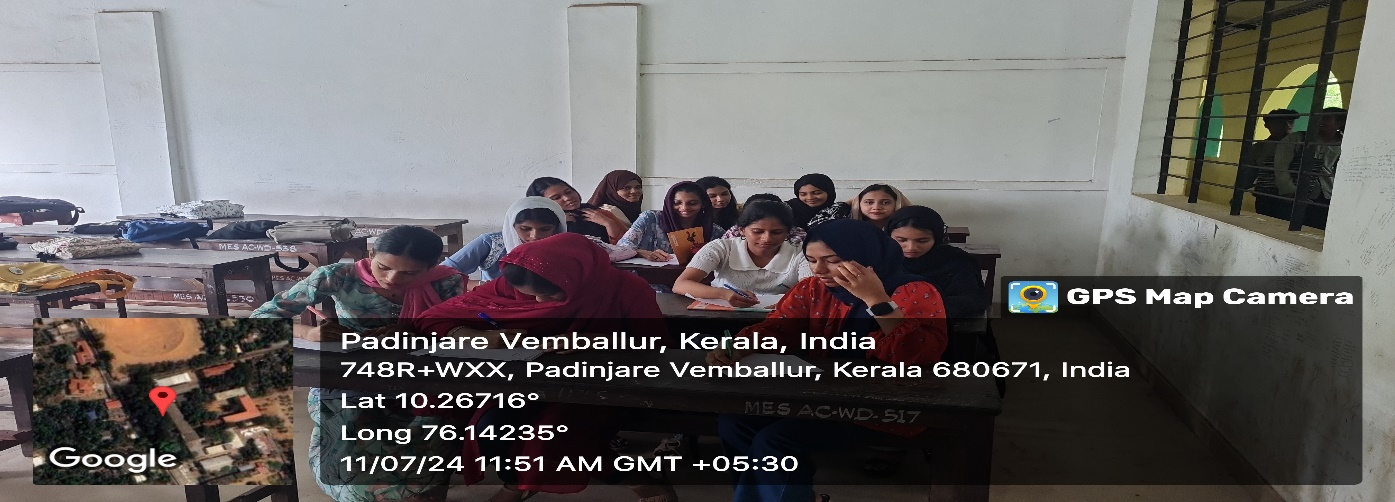 MES AC-WD-538
MES AC-WD-517
GPS Map Camera
Padinjare Vemballur, Kerala, India
748R+WXX, Padinjare Vemballur, Kerala 680671, India
Lat 10.26716°
Long 76.14235°
11/07/24 11:51 AM GMT +05:30
Google